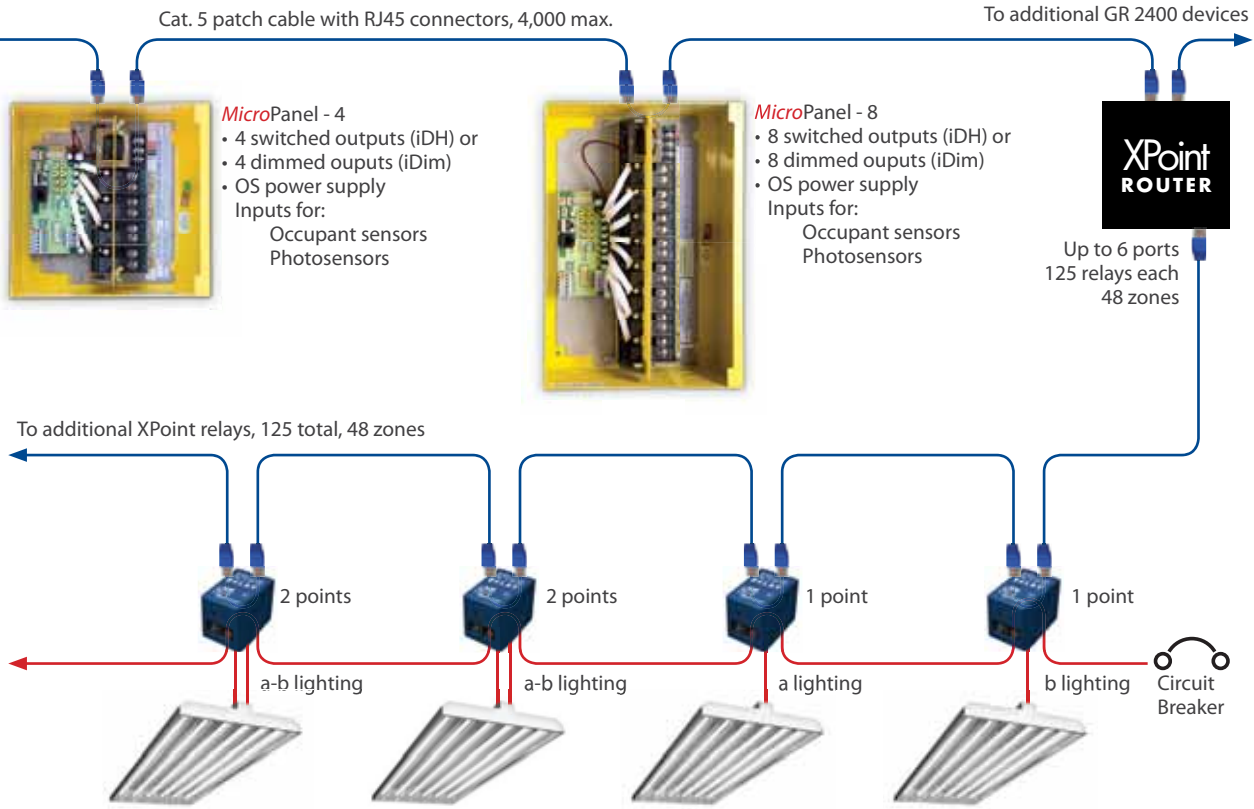 Cat. 5 patch cable with RJ45 connectors, 4,000 max.
To additional GR 2400 devices
MicroPanel - 4
• 4 switched outputs (iDH) or
• 4 dimmed ouputs (iDim)
• OS power supply
Inputs for:
Occupant sensors
Photosensors
MicroPanel - 8
• 8 switched outputs (iDH) or
• 8 dimmed ouputs (iDim)
• OS power supply
Inputs for:
Occupant sensors
Photosensors
XPoint
ROUTER
Up to 6 ports
125 relays each
48 zones
To additional XPoint relays, 125 total, 48 zones
2 points
2 points
1 point
1 point
a-b lighting
a-b lighting
a lighting
b lighting
Circuit
Breaker